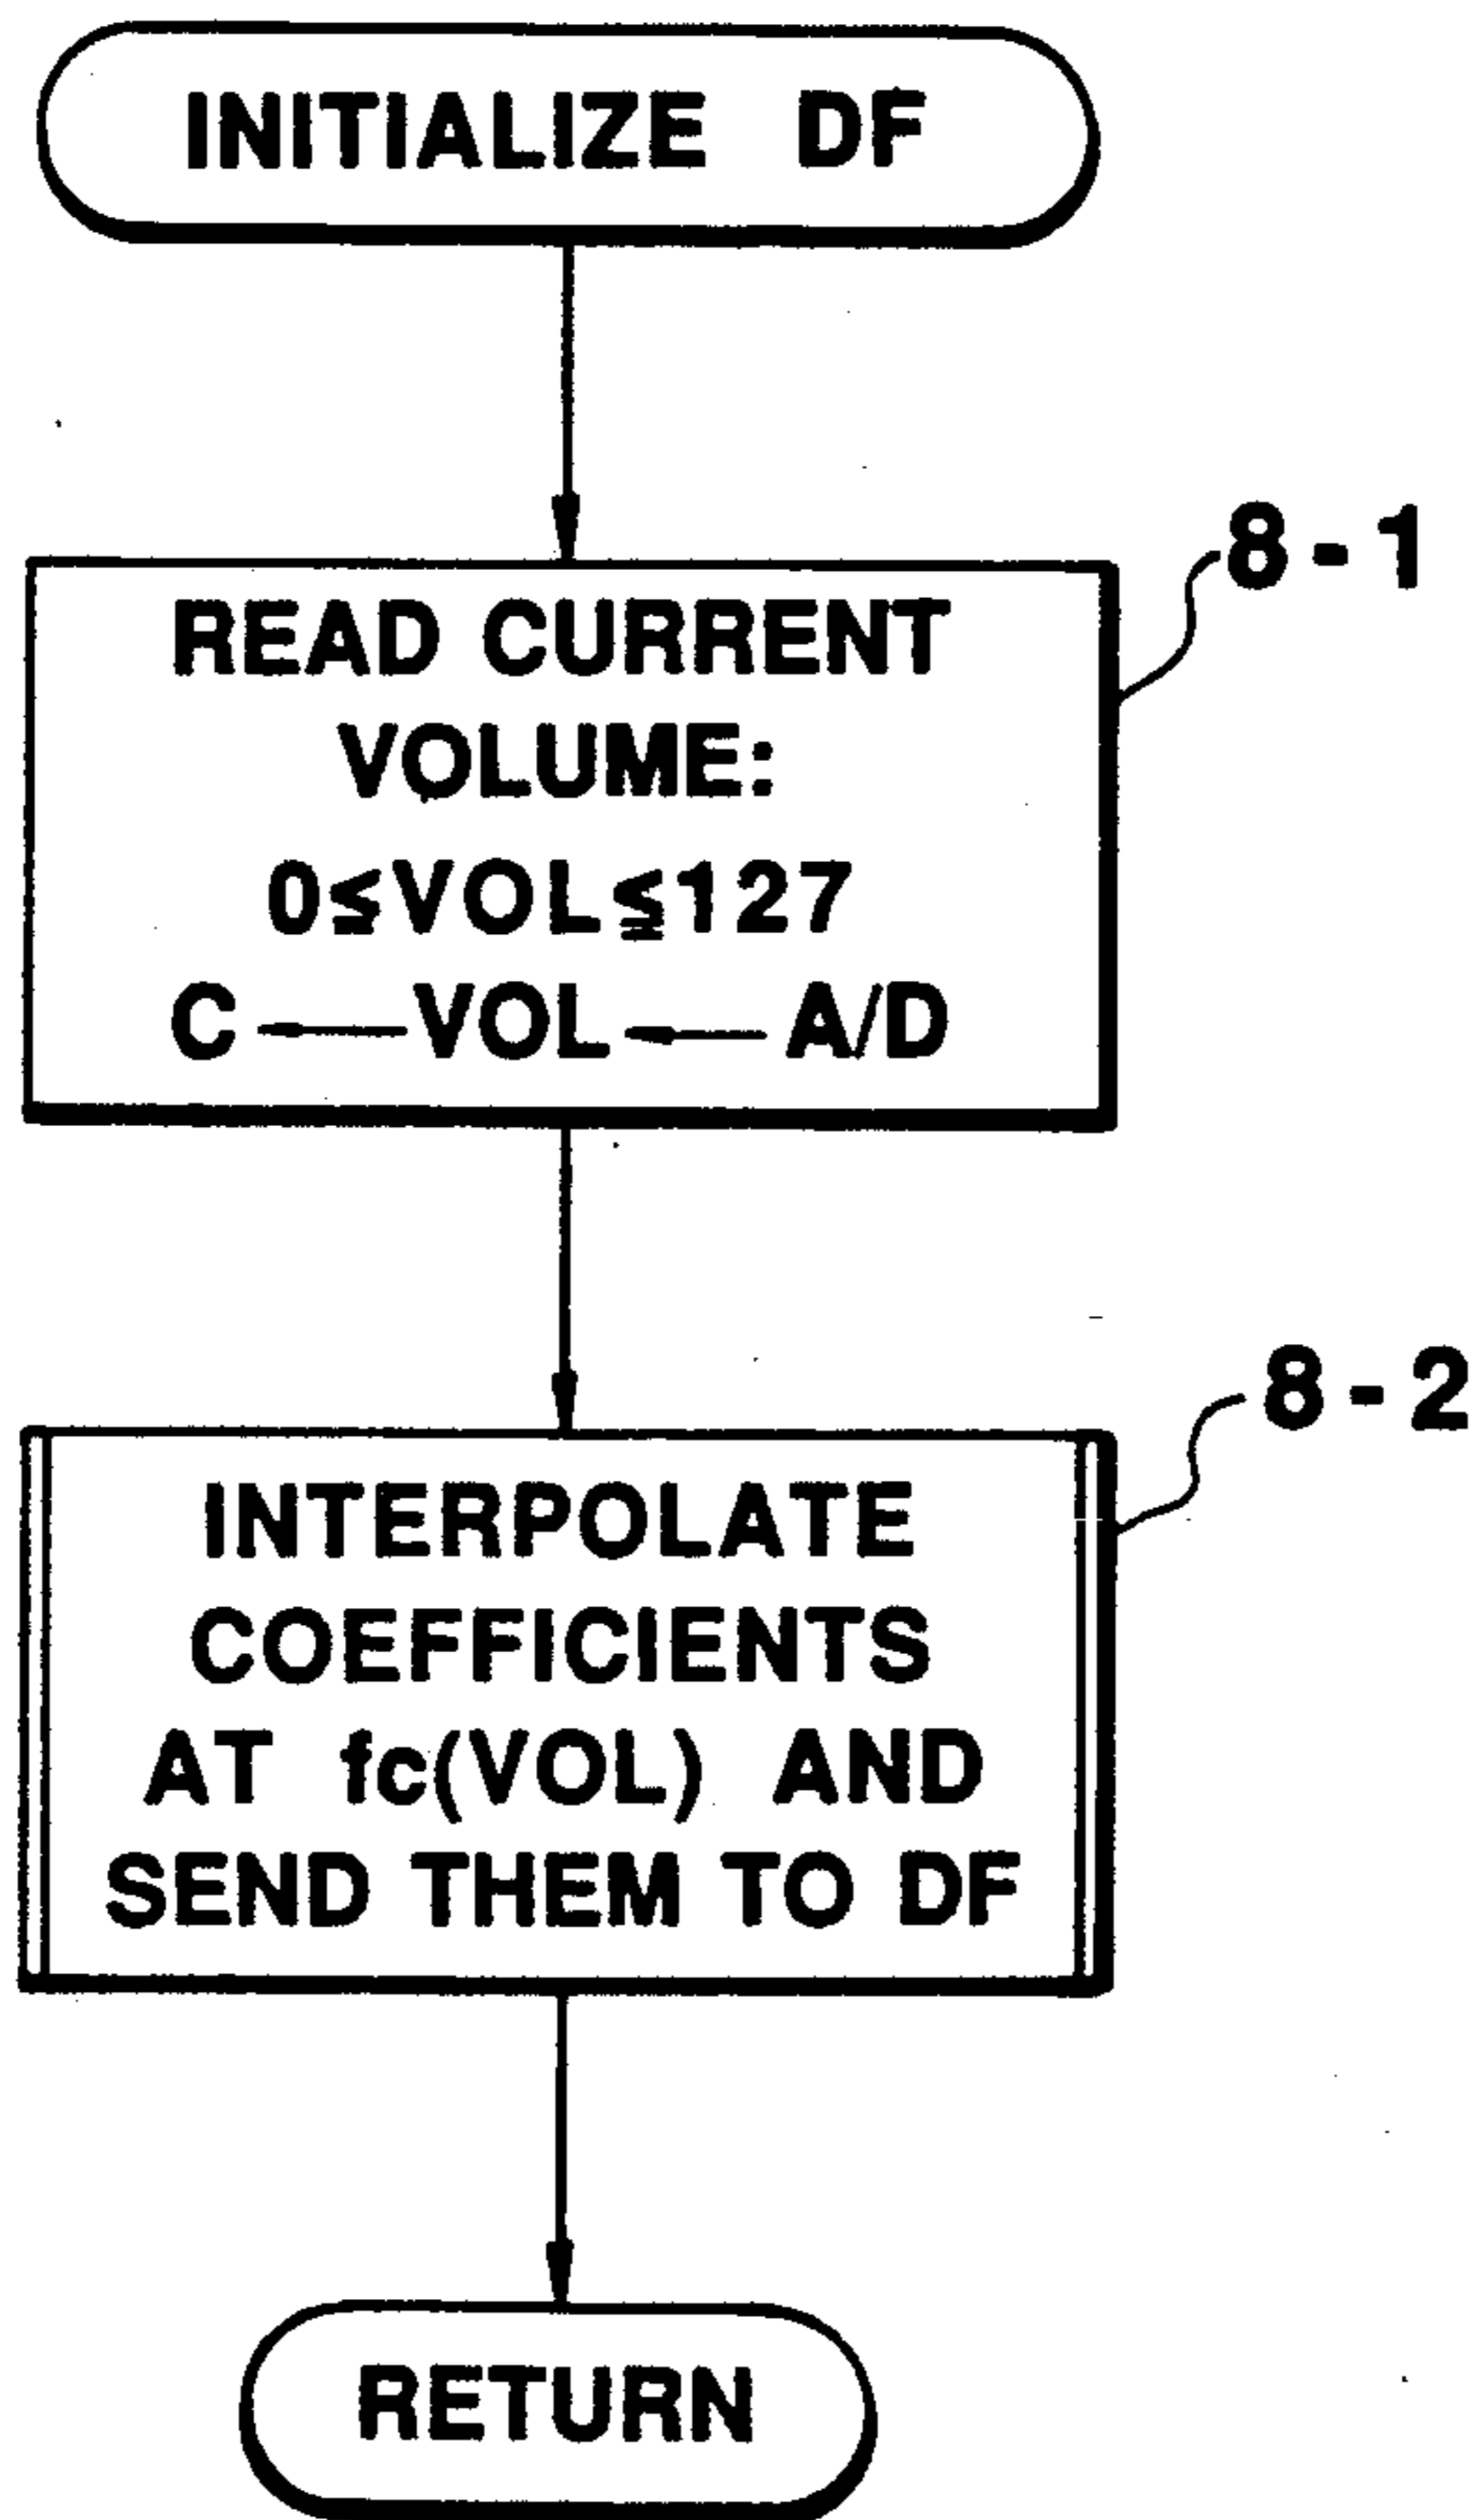 INITIALIZE DF
8-1
READ CURRENT
VOLUME:
0≤VOL≦127
C ← VOL ← A/D
8-2
INTERPOLATE
COEFFICIENTS
AT fc(VOL) AND
SEND THEM TO DF
RETURN